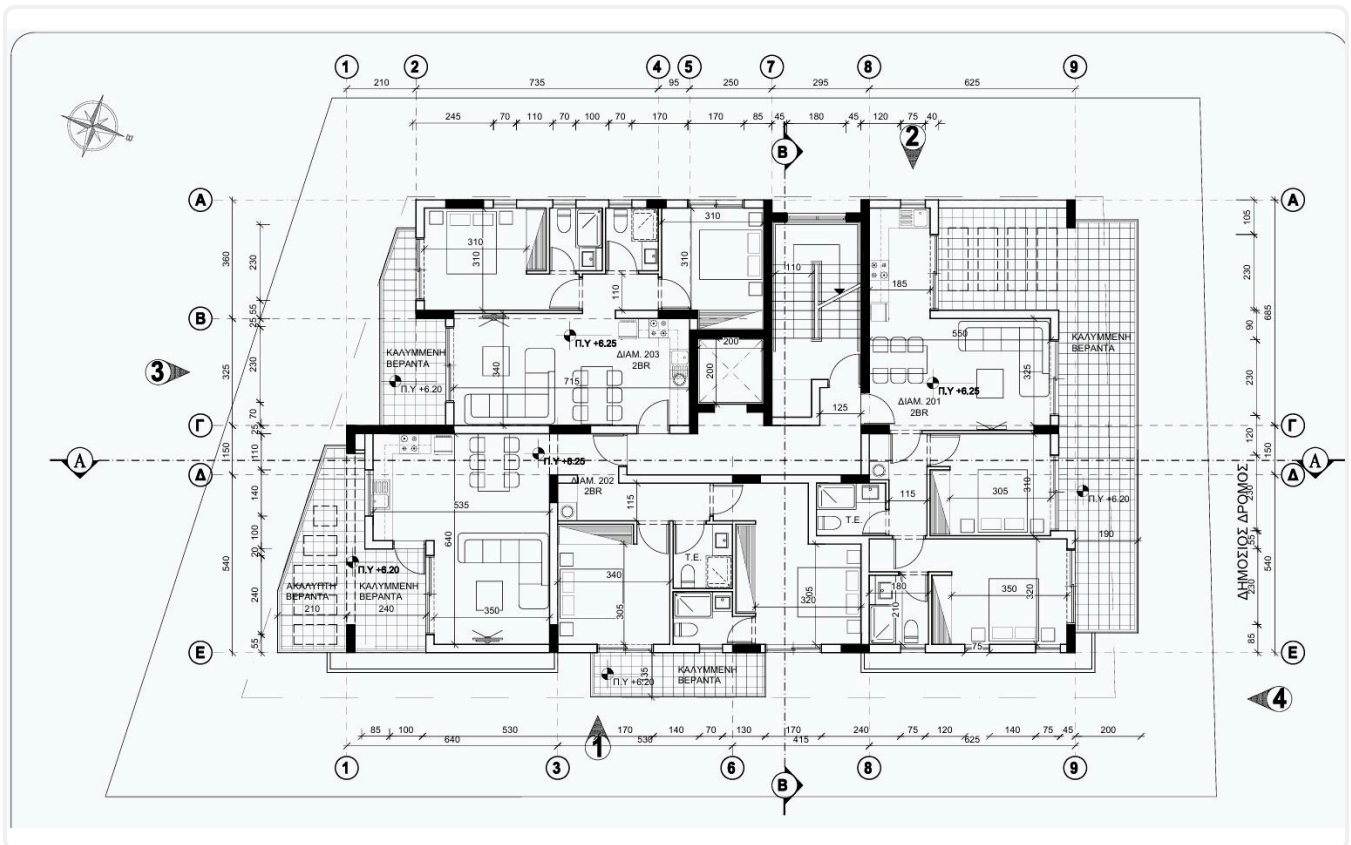 1 2 4 5 7 8 9
210 735 95 250 295 625
245 70 110 70 100 70 170 170 85 45 180 45 120 75 40
B
2
E
A A
B
Γ Γ
Δ Δ
E E
A A
3
4
360 325 150 540
230 55 25 230 70 25 110 140 100 20 240 55
105 230 90 230 120 230 55 230 85
685 150 540
310
310
310
310
110
110
185
200
200
340
715
Π.Υ +6.25
ΔΙΑΜ. 203
2BR
ΚΑΛΥΜΜΕΝΗ
ΒΕΡΑΝΤΑ
Π.Υ +6.20
550
325
Π.Υ +6.25
ΔΙΑΜ. 201
2BR
125
ΚΑΛΥΜΜΕΝΗ
ΒΕΡΑΝΤΑ
Π.Υ +6.20
190
ΔΗΜΟΣΙΟΣ ΔΡΟΜΟΣ
Π.Υ +6.25
ΔΙΑΜ. 202
2BR
535
640
350
115
340
305
T.E.
320
305
T.E.
115
305
310
180
210
350
320
75
Π.Υ +6.20
ΑΚΑΛΥΠΤΗ
ΒΕΡΑΝΤΑ
210
ΚΑΛΥΜΜΕΝΗ
ΒΕΡΑΝΤΑ
240
ΚΑΛΥΜΜΕΝΗ
ΒΕΡΑΝΤΑ
Π.Υ +6.20
135
85 100 530 170 140 70 130 170 240 75 120 140 75 45 200
640 530 415 625
1
1 3 6 8 9
B